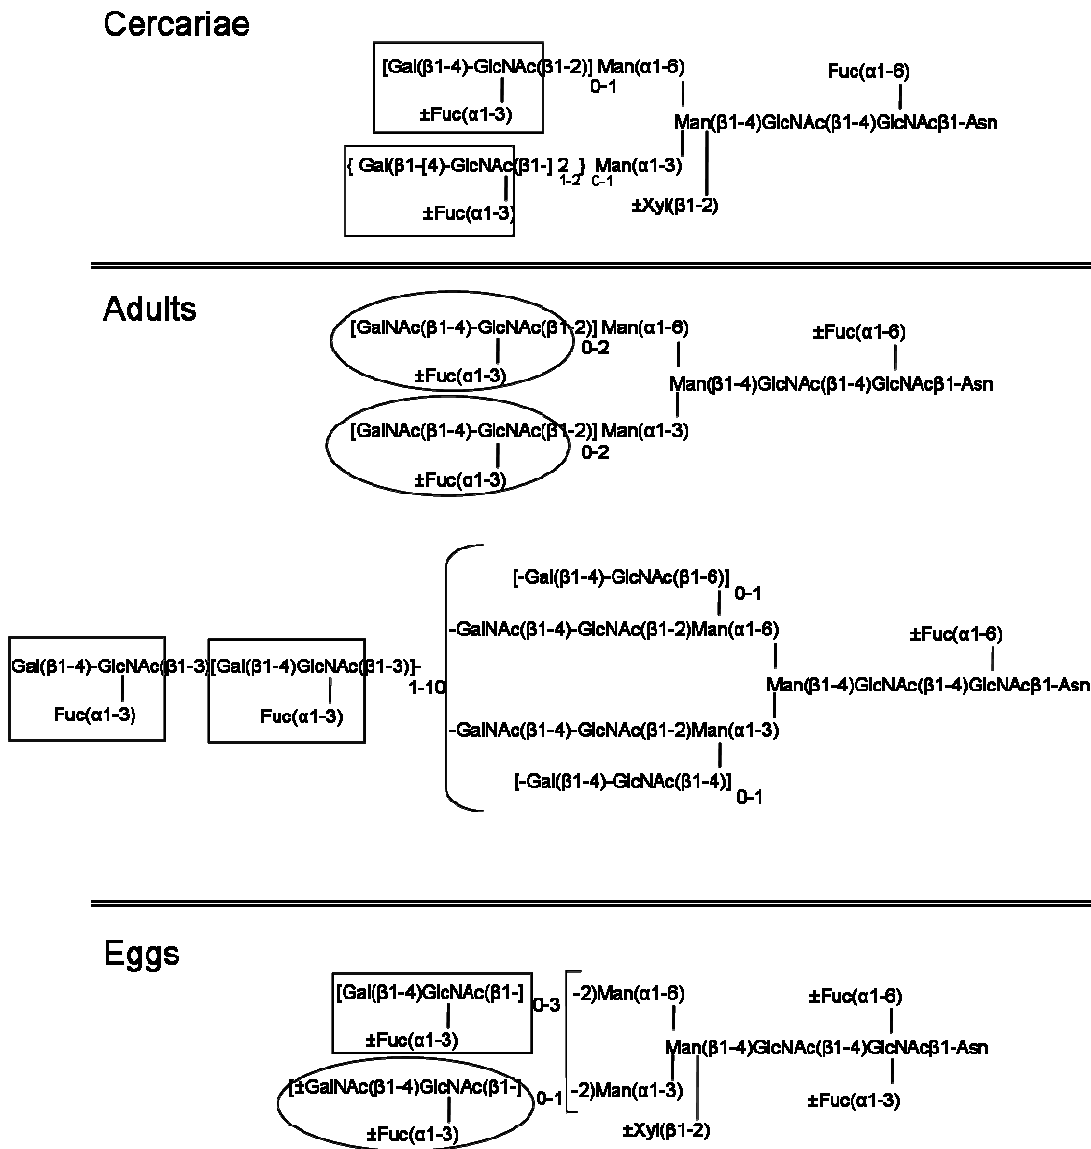 Cercariae
[Gal(β1-4)-GlcNAc(β1-2)] Man(α1-6)
0-1
Fuc(α1-6)
±Fuc(α1-3)
Man(β1-4)GlcNAc(β1-4)GlcNAcβ1-Asn
{ Gal(β1-[4)-GlcNAc(β1-] 2 } Man(α1-3)
1-2 0-1
±Fuc(α1-3)
±Xyl(β1-2)
Adults
[GalNAc(β1-4)-GlcNAc(β1-2)] Man(α1-6)
0-2
±Fuc(α1-6)
±Fuc(α1-3)
Man(β1-4)GlcNAc(β1-4)GlcNAcβ1-Asn
[GalNAc(β1-4)-GlcNAc(β1-2)] Man(α1-3)
0-2
±Fuc(α1-3)
[-Gal(β1-4)-GlcNAc(β1-6)]
0-1
-GalNAc(β1-4)-GlcNAc(β1-2)Man(α1-6)
±Fuc(α1-6)
Gal(β1-4)-GlcNAc(β1-3)[Gal(β1-4)GlcNAc(β1-3)]-
1-10
Man(β1-4)GlcNAc(β1-4)GlcNAcβ1-Asn
Fuc(α1-3)
Fuc(α1-3)
-GalNAc(β1-4)-GlcNAc(β1-2)Man(α1-3)
[-Gal(β1-4)-GlcNAc(β1-4)]
0-1
Eggs
[Gal(β1-4)GlcNAc(β1-]
0-3
-2)Man(α1-6)
±Fuc(α1-6)
±Fuc(α1-3)
Man(β1-4)GlcNAc(β1-4)GlcNAcβ1-Asn
[±GalNAc(β1-4)GlcNAc(β1-]
0-1
-2)Man(α1-3)
±Fuc(α1-3)
±Fuc(α1-3)
±Xyl(β1-2)